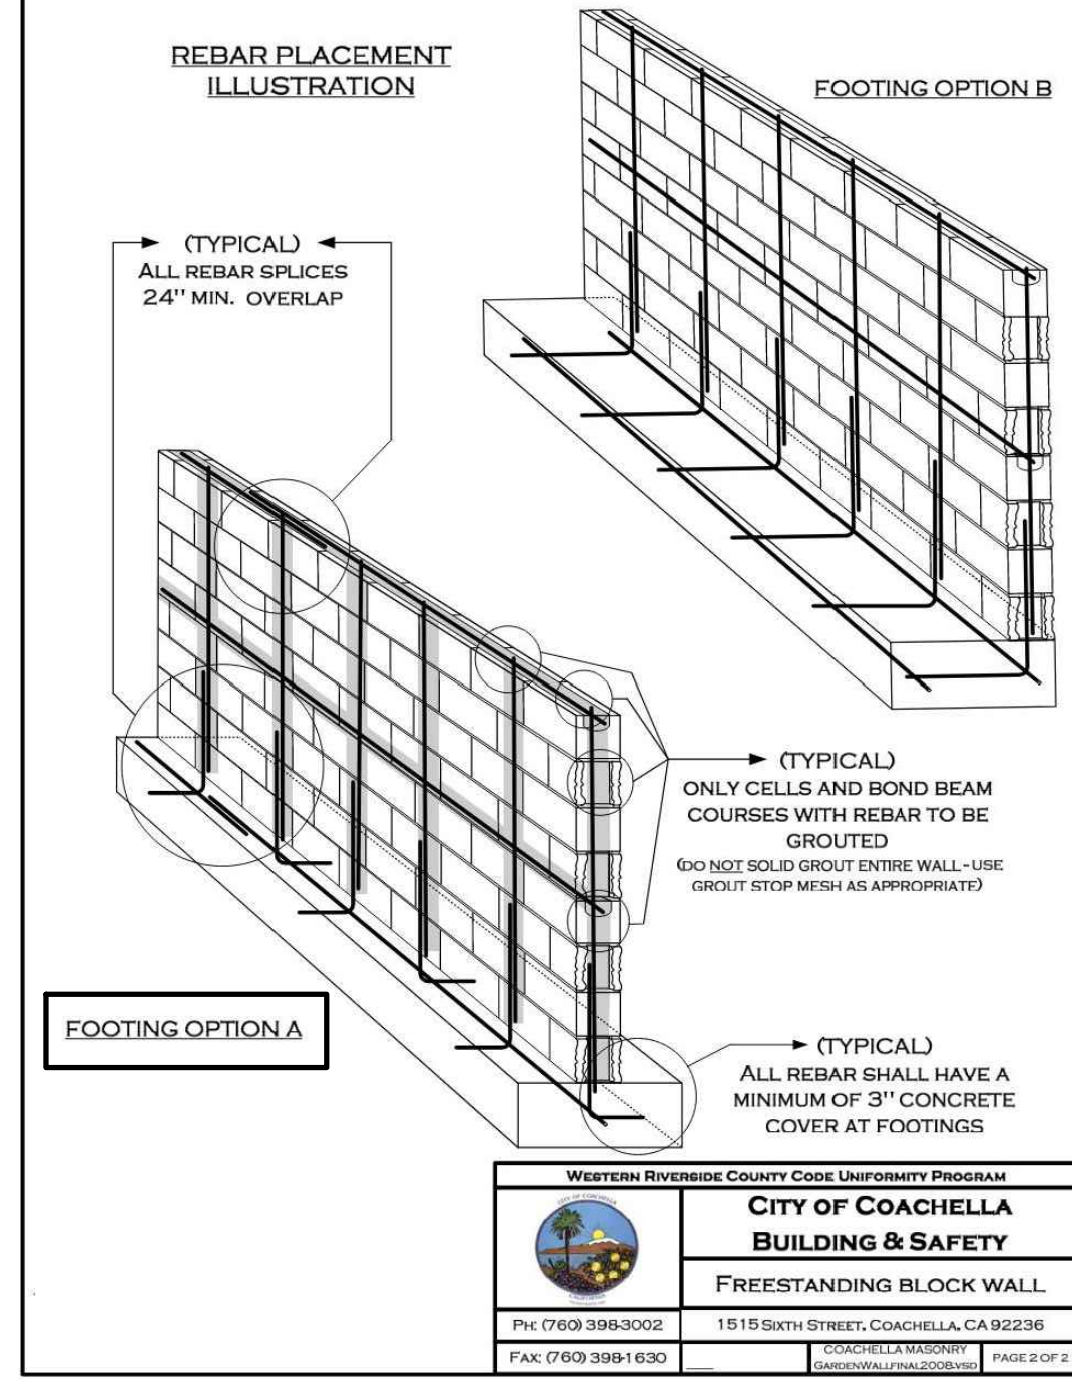 REBAR PLACEMENT
ILLUSTRATION
FOOTING OPTION B
(TYPICAL)
ALL REBAR SPLICES
24" MIN. OVERLAP
(TYPICAL)
ONLY CELLS AND BOND BEAM
COURSES WITH REBAR TO BE
GROUTED
(DO NOT SOLID GROUT ENTIRE WALL-USE
GROUT STOP MESH AS APPROPRIATE)
FOOTING OPTION A
(TYPICAL)
ALL REBAR SHALL HAVE A
MINIMUM OF 3" CONCRETE
COVER AT FOOTINGS
WESTERN RIVERSIDE COUNTY CODE UNIFORMITY PROGRAM
CITY OF COACHELLA
CALIFORNIA
CITY OF COACHELLA
BUILDING & SAFETY
FREESTANDING BLOCK WALL
PH: (760) 398-3002
1515 SIXTH STREET, COACHELLA, CA 92236
FAX: (760) 398-1630
COACHELLA MASONRY
GARDENWALLFINAL2008.VSD
PAGE 2 OF 2